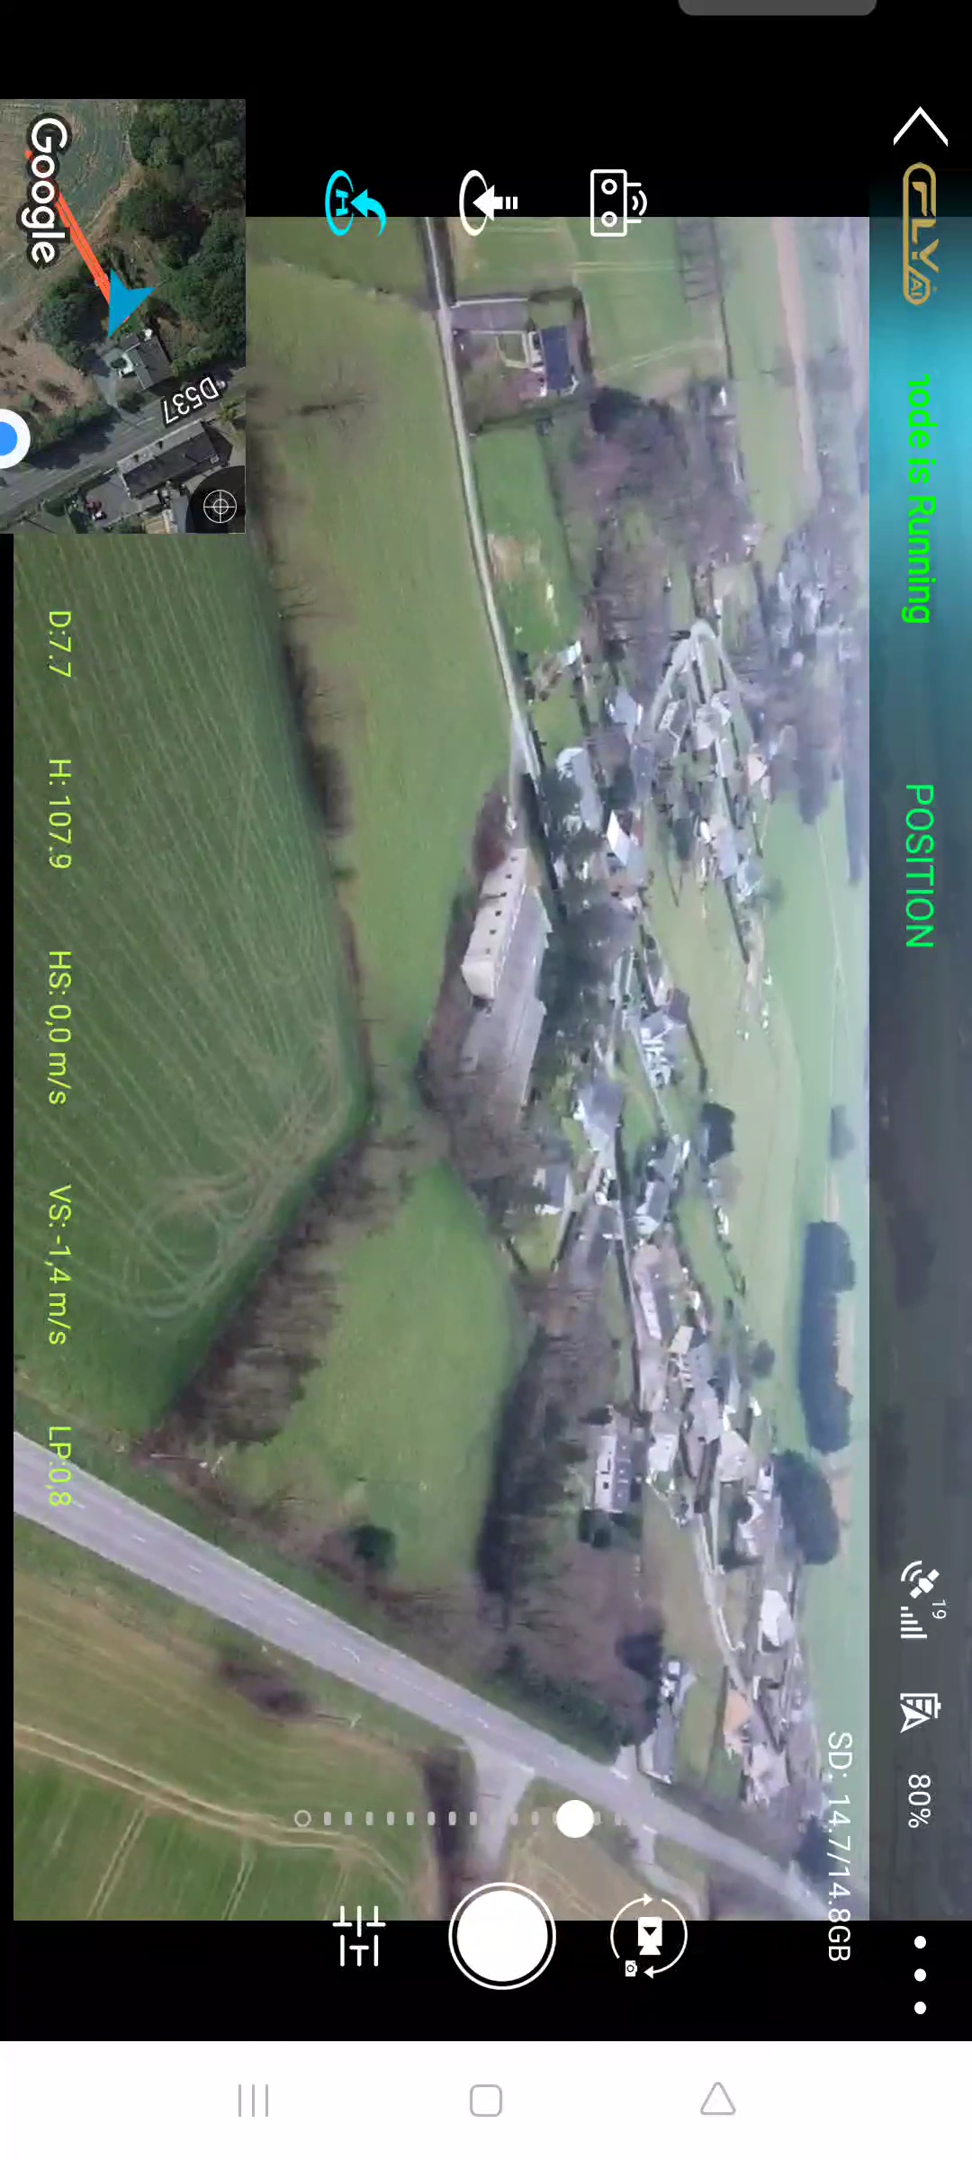 FLY AI
node is Running
POSITION
19
80%
SD: 14.7/14.8GB
Google
D537
D:7.7
H:107.9
HS:0,0 m/s
VS:-1,4 m/s
LP:0,8